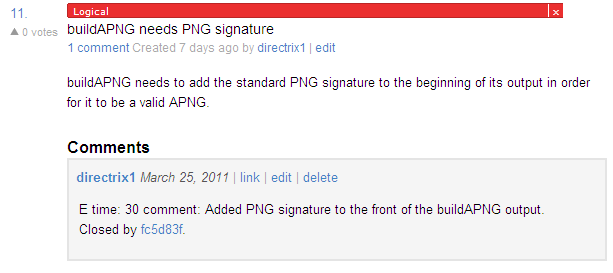 11.
Logical ×
▲ 0 votes
buildAPNG needs PNG signature
1 comment Created 7 days ago by directrix1 | edit
buildAPNG needs to add the standard PNG signature to the beginning of its output in order
for it to be a valid APNG.
Comments
directrix1 March 25, 2011 | link | edit | delete
E time: 30 comment: Added PNG signature to the front of the buildAPNG output.
Closed by fc5d83f.